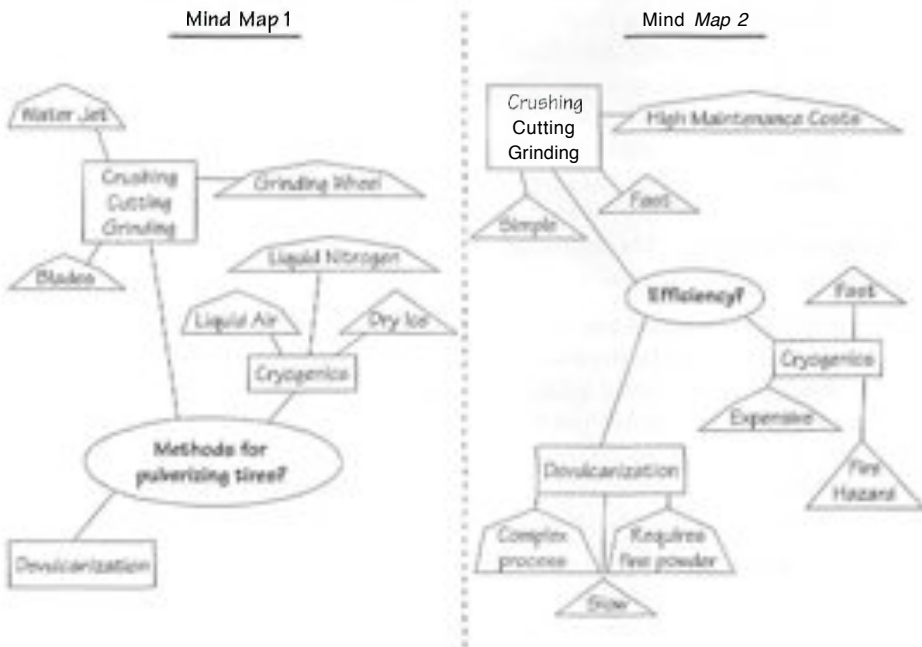 Mind Map 1
Water Jet
Crushing
Cutting
Grinding
Grinding Wheel
Blades
Liquid Nitrogen
Liquid Air
Dry Ice
Cryogenics
Methods for
pulverizing tires?
Devulcanization
Mind Map 2
Crushing
Cutting
Grinding
High Maintenance Costs
Simple
Fast
Efficiency?
Fast
Cryogenics
Expensive
Fire
Hazard
Devulcanization
Complex
process
Requires
fine powder
Slow